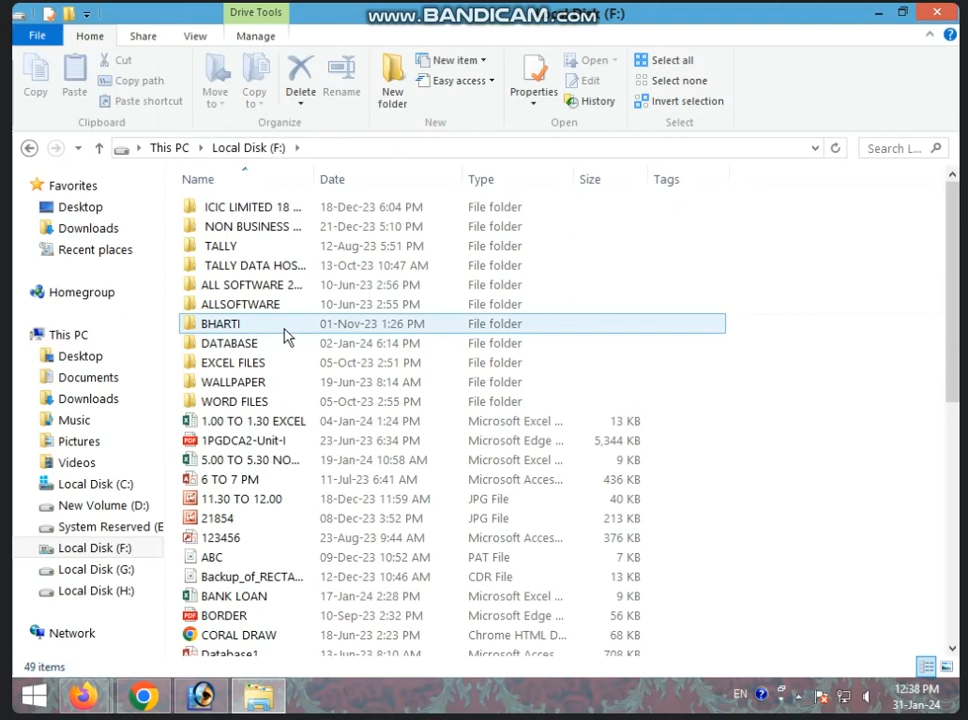 Drive Tools
www.BANDICAM.com
Disk (F:)
File
Home
Share
View
Manage
Copy
Paste
Cut
Copy path
Paste shortcut
Clipboard
Move to
Copy to
Delete
Rename
Organize
New folder
New item
Easy access
New
Properties
Open
Edit
History
Open
Select all
Select none
Invert selection
Select
This PC
Local Disk (F:)
Search L...
Name Date Type Size Tags
Favorites
Desktop
Downloads
Recent places
Homegroup
This PC
Desktop
Documents
Downloads
Music
Pictures
Videos
Local Disk (C:)
New Volume (D:)
System Reserved (E
Local Disk (F:)
Local Disk (G:)
Local Disk (H:)
Network
ICIC LIMITED 18 ... 18-Dec-23 6:04 PM File folder
NON BUSINESS ... 21-Dec-23 5:10 PM File folder
TALLY 12-Aug-23 5:51 PM File folder
TALLY DATA HOS... 13-Oct-23 10:47 AM File folder
ALL SOFTWARE 2... 10-Jun-23 2:56 PM File folder
ALLSOFTWARE 10-Jun-23 2:55 PM File folder
BHARTI 01-Nov-23 1:26 PM File folder
DATABASE 02-Jan-24 6:14 PM File folder
EXCEL FILES 05-Oct-23 2:51 PM File folder
WALLPAPER 19-Jun-23 8:14 AM File folder
WORD FILES 05-Oct-23 2:55 PM File folder
1.00 TO 1.30 EXCEL 04-Jan-24 1:24 PM Microsoft Excel ... 13 KB
1PGDCA2-Unit-I 23-Jun-23 6:34 PM Microsoft Edge ... 5,344 KB
5.00 TO 5.30 NO... 19-Jan-24 10:58 AM Microsoft Excel ... 9 KB
6 TO 7 PM 11-Jul-23 6:41 AM Microsoft Acces... 436 KB
11.30 TO 12.00 18-Dec-23 11:59 AM JPG File 40 KB
21854 08-Dec-23 3:52 PM JPG File 213 KB
123456 23-Aug-23 9:44 AM Microsoft Acces... 376 KB
ABC 09-Dec-23 10:52 AM PAT File 7 KB
Backup_of_RECTA... 12-Dec-23 10:46 AM CDR File 13 KB
BANK LOAN 17-Jan-24 2:28 PM Microsoft Excel ... 9 KB
BORDER 10-Sep-23 2:32 PM Microsoft Edge ... 56 KB
CORAL DRAW 18-Jun-23 2:23 PM Chrome HTML D... 68 KB
Database1 13-Jun-23 8:10 AM Microsoft Acces... 708 KB
49 items
EN
12:38 PM
31-Jan-24